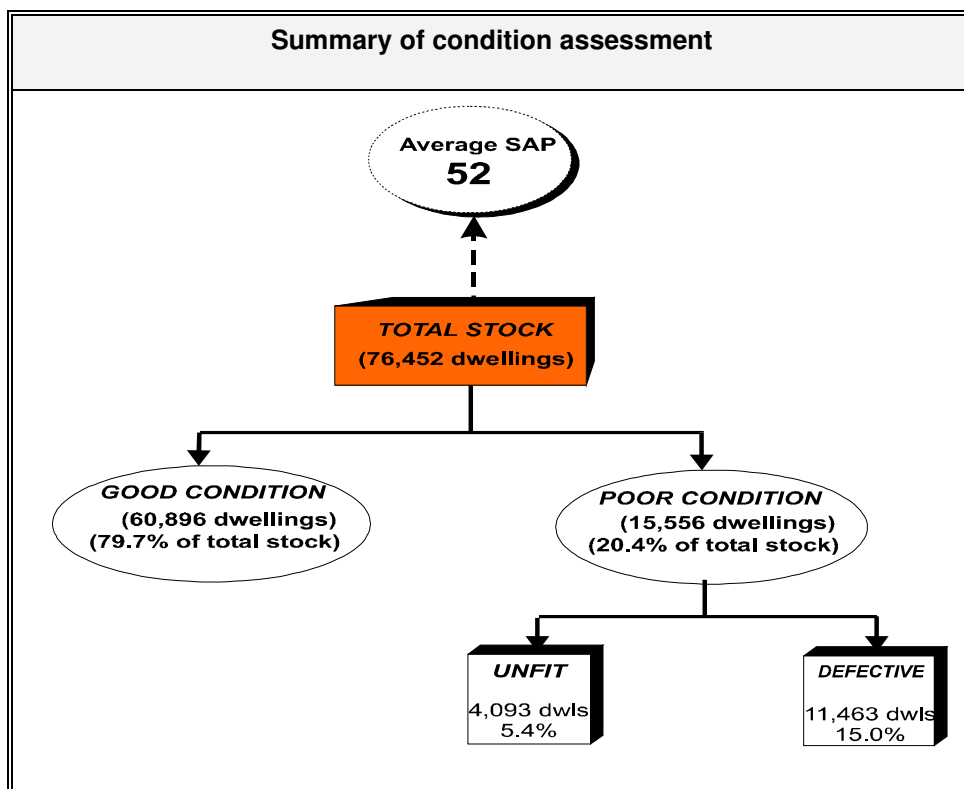 Summary of condition assessment
Average SAP
52
TOTAL STOCK
(76,452 dwellings)
GOOD CONDITION
(60,896 dwellings)
(79.7% of total stock)
POOR CONDITION
(15,556 dwellings)
(20.4% of total stock)
UNFIT
4,093 dwls
5.4%
DEFECTIVE
11,463 dwls
15.0%